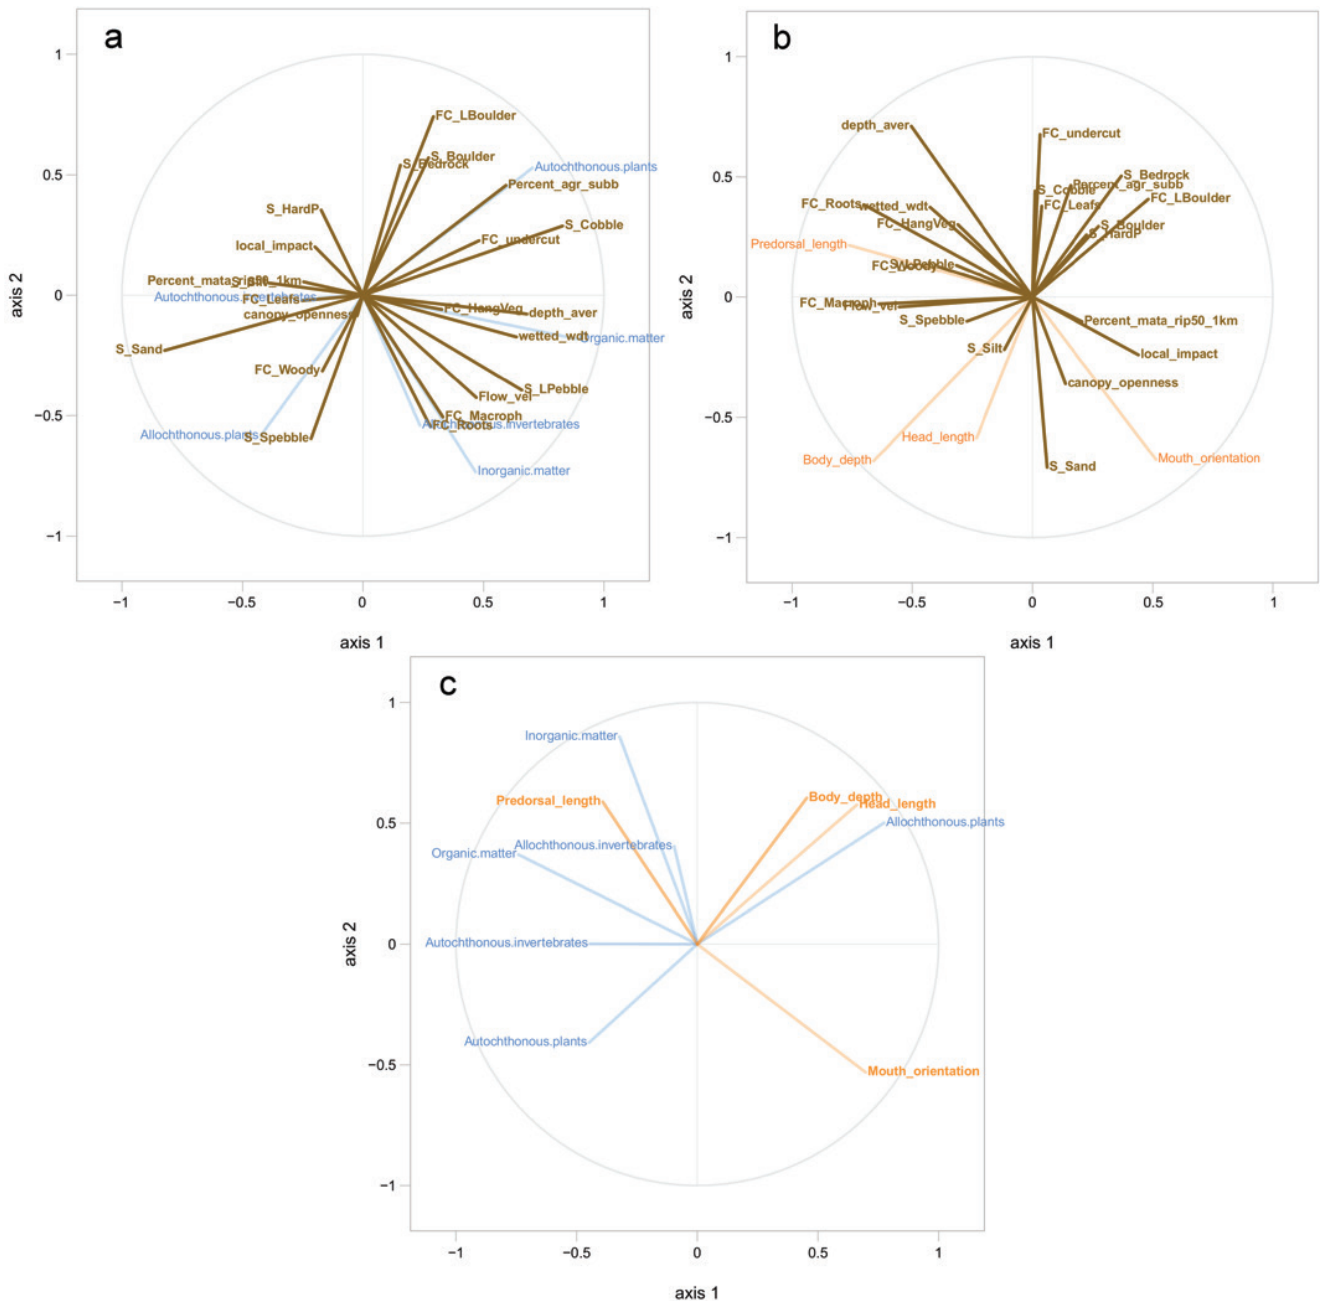 a
1
0.5
0
−0.5
−1
axis 2
FC_LBoulder
S_Boulder
S_Bedrock
Autochthonous.plants
Percent_agr_subb
S_HardP
S_Cobble
FC_undercut
local_impact
Percent_mata_rip50_1km
Autochthonous.invertebrates
FC_Leafs
FC_HangVeg
depth_aver
canopy_openness
wetted_wdt
Organic.matter
S_Sand
FC_Woody
S_LPebble
Flow_vel
FC_Macroph
FC_Roots
Allochthonous.plants
S_Spebble
Inorganic.matter
−1 −0.5 0 0.5 1
axis 1
b
1
0.5
0
−0.5
−1
depth_aver
FC_undercut
S_Bedrock
S_Cobble
Percent_agr_subb
FC_Roots
wetted_wdt
FC_Leafs
FC_LBoulder
FC_HangVeg
S_Boulder
S_HardP
Predorsal_length
FC_Woody
S_LPebble
FC_Macroph
Flow_vel
S_Spebble
Percent_mata_rip50_1km
S_Silt
local_impact
canopy_openness
Head_length
Body_depth
Mouth_orientation
S_Sand
−1 −0.5 0 0.5 1
axis 1
c
1
0.5
0
−0.5
−1
axis 2
Inorganic.matter
Predorsal_length
Body_depth
Head_length
Allochthonous.plants
Allochthonous.invertebrates
Organic.matter
Autochthonous.invertebrates
Autochthonous.plants
Mouth_orientation
−1 −0.5 0 0.5 1
axis 1